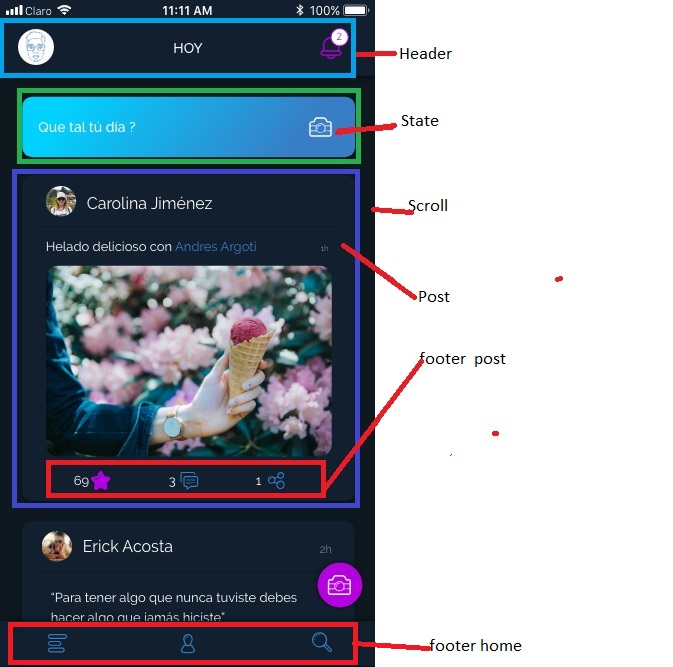 Claro 11:11 AM 100%
HOY 2
Header
Que tal tú día ?
State
Carolina Jiménez
Scroll
Helado delicioso con Andres Argoti 1h
Post
footer post
69 3 1
Erick Acosta 2h
“Para tener algo que nunca tuviste debes
hacer algo que jamás hiciste”
footer home